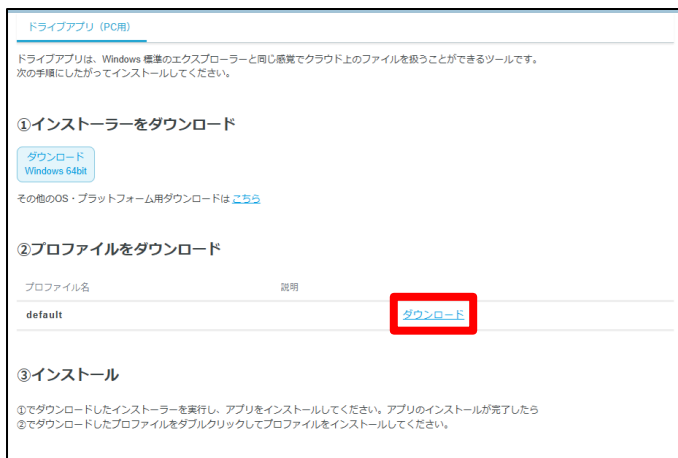 ドライブアプリ（PC用）
ドライブアプリは、Windows 標準のエクスプローラーと同じ感覚でクラウド上のファイルを扱うことができるツールです。
次の手順にしたがってインストールしてください。
①インストーラーをダウンロード
ダウンロード
Windows 64bit
その他のOS・プラットフォーム用ダウンロードは こちら
②プロファイルをダウンロード
プロファイル名 説明
default ダウンロード
③インストール
①でダウンロードしたインストーラーを実行し、アプリをインストールしてください。アプリのインストールが完了したら
②でダウンロードしたプロファイルをダブルクリックしてプロファイルをインストールしてください。